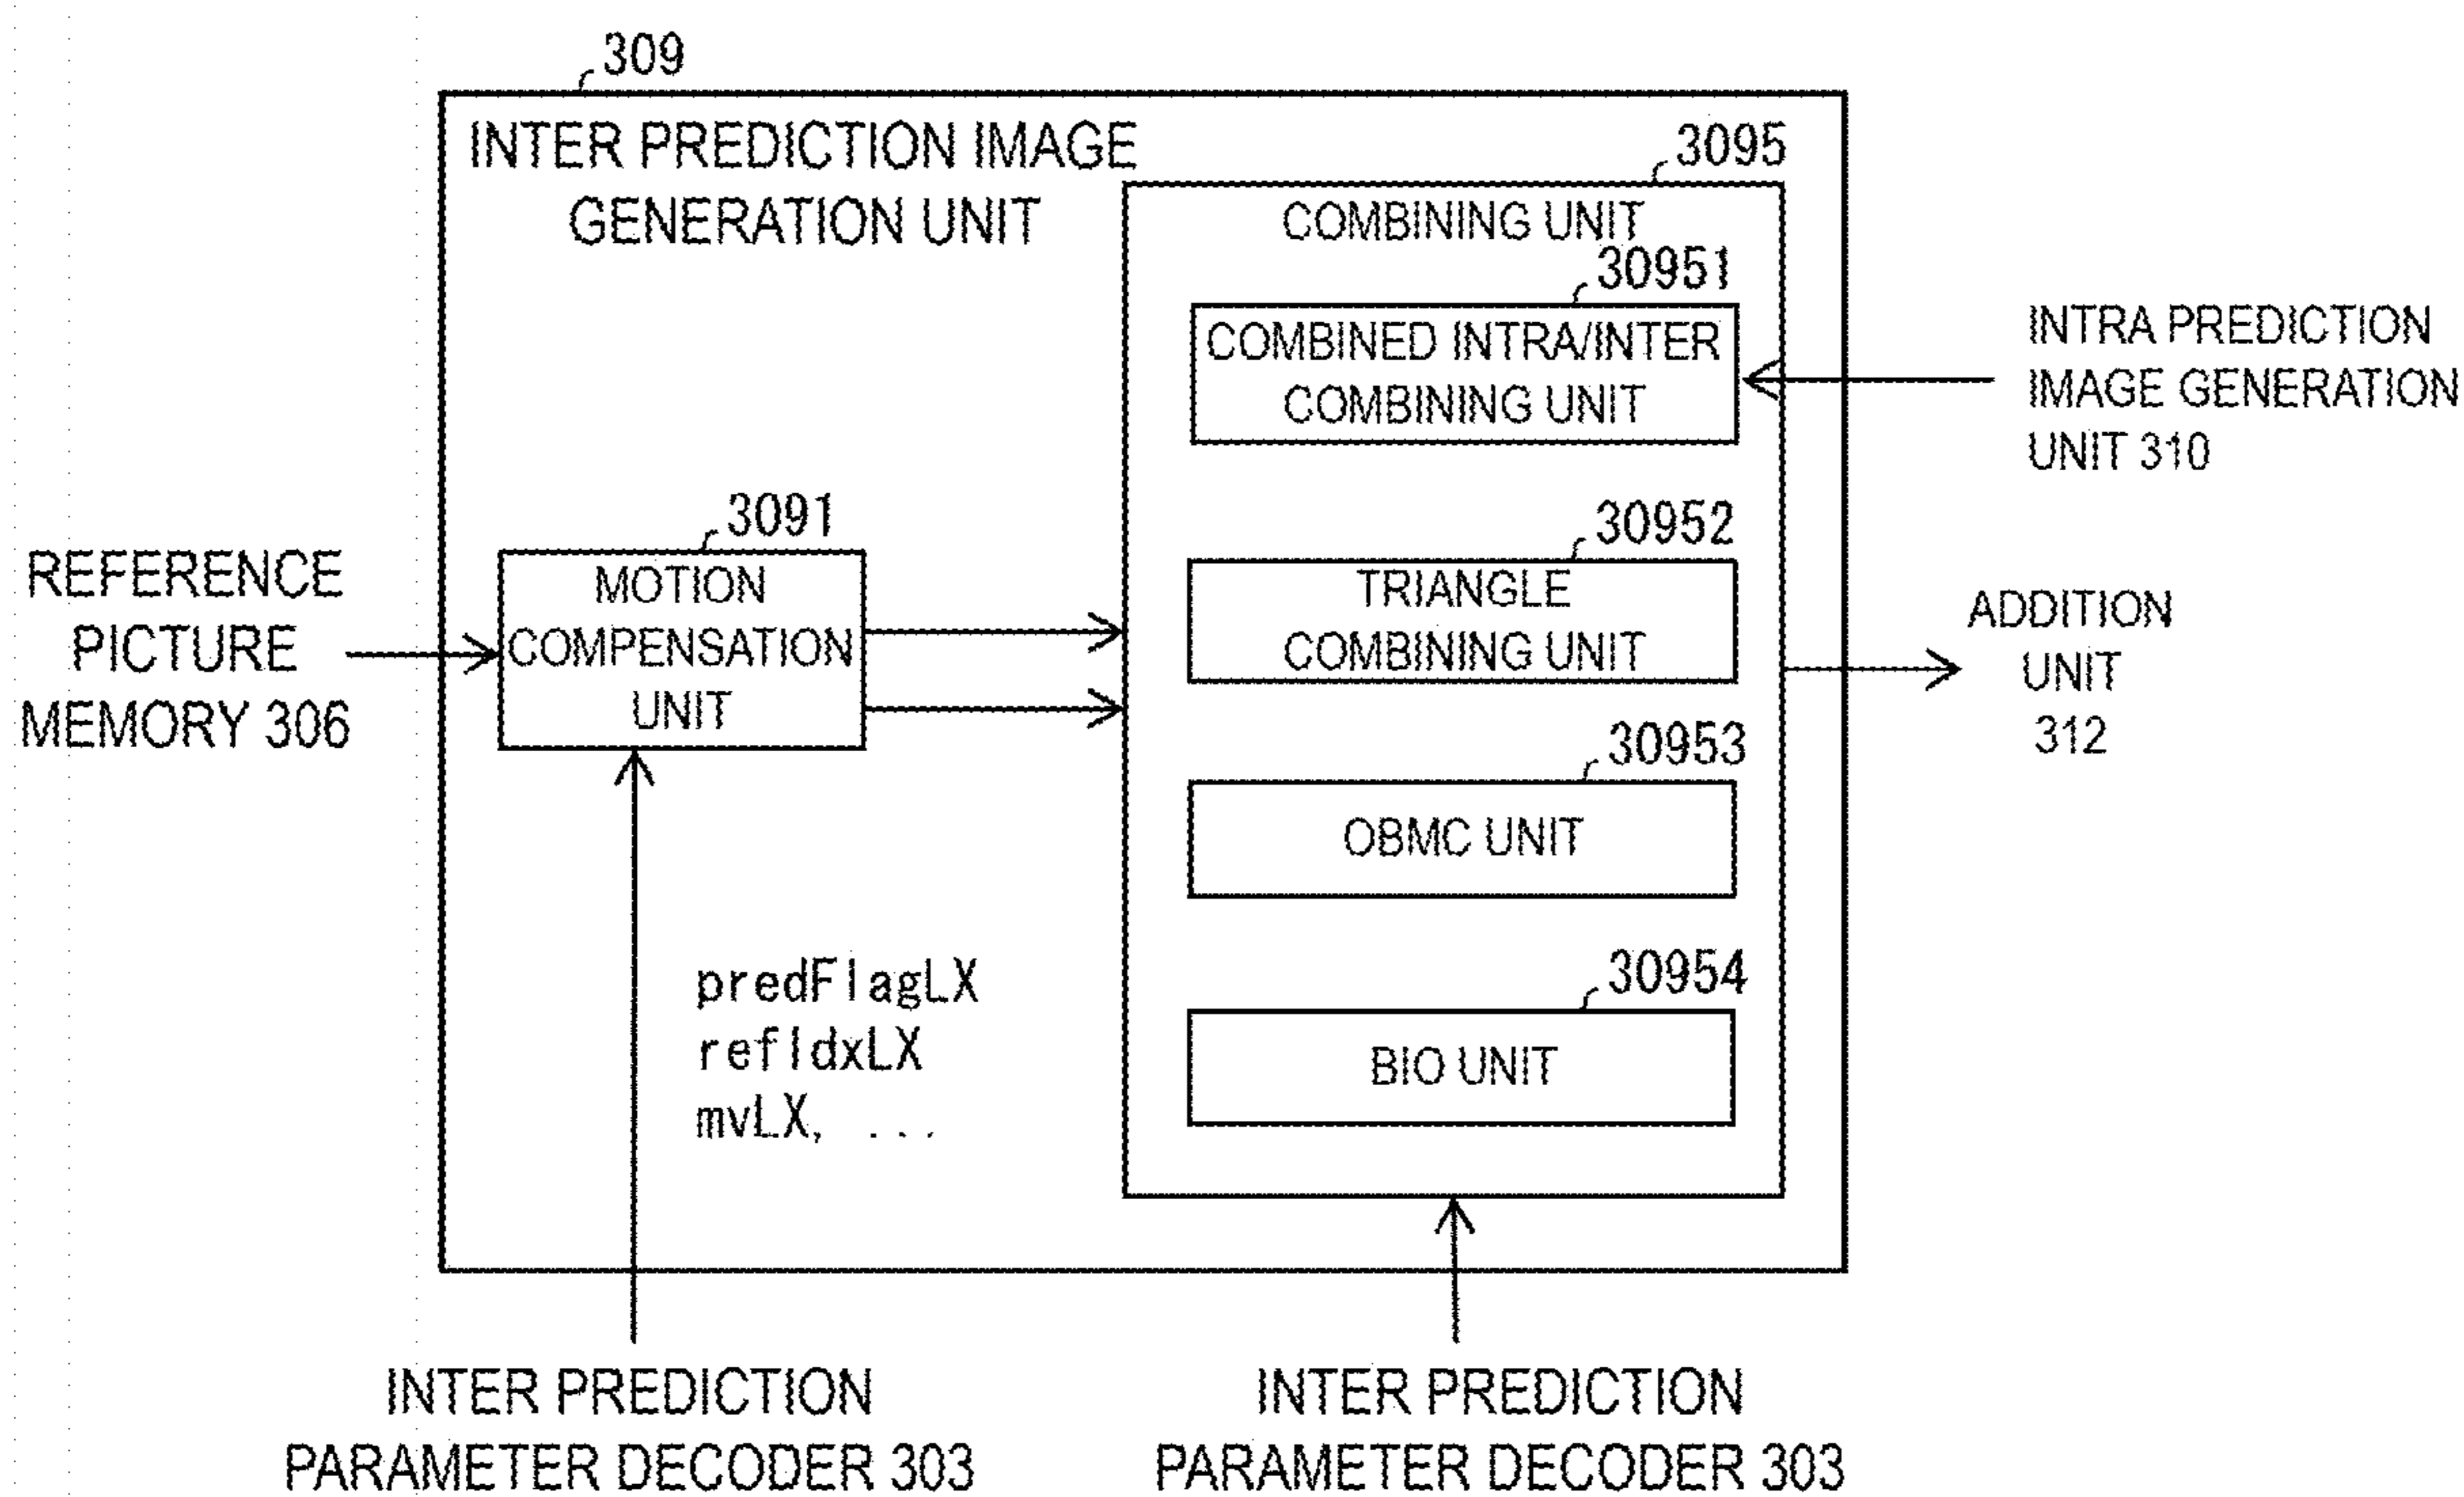 309
INTER PREDICTION IMAGE
GENERATION UNIT
3095
COMBINING UNIT
30951
COMBINED INTRA/INTER
COMBINING UNIT
INTRA PREDICTION
IMAGE GENERATION
UNIT 310
3091
MOTION
COMPENSATION
UNIT
REFERENCE
PICTURE
MEMORY 306
30952
TRIANGLE
COMBINING UNIT
ADDITION
UNIT
312
30953
OBMC UNIT
predFlagLX
refIdxLX
mvLX, ...
30954
BIO UNIT
INTER PREDICTION
PARAMETER DECODER 303
INTER PREDICTION
PARAMETER DECODER 303